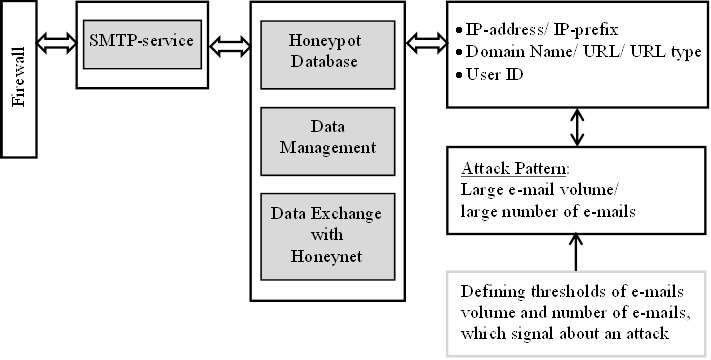 Firewall
SMTP-service
Honeypot
Database
Data
Management
Data Exchange
with
Honeynet
• IP-address/ IP-prefix
• Domain Name/ URL/ URL type
• User ID
Attack Pattern:
Large e-mail volume/
large number of e-mails
Defining thresholds of e-mails
volume and number of e-mails,
which signal about an attack